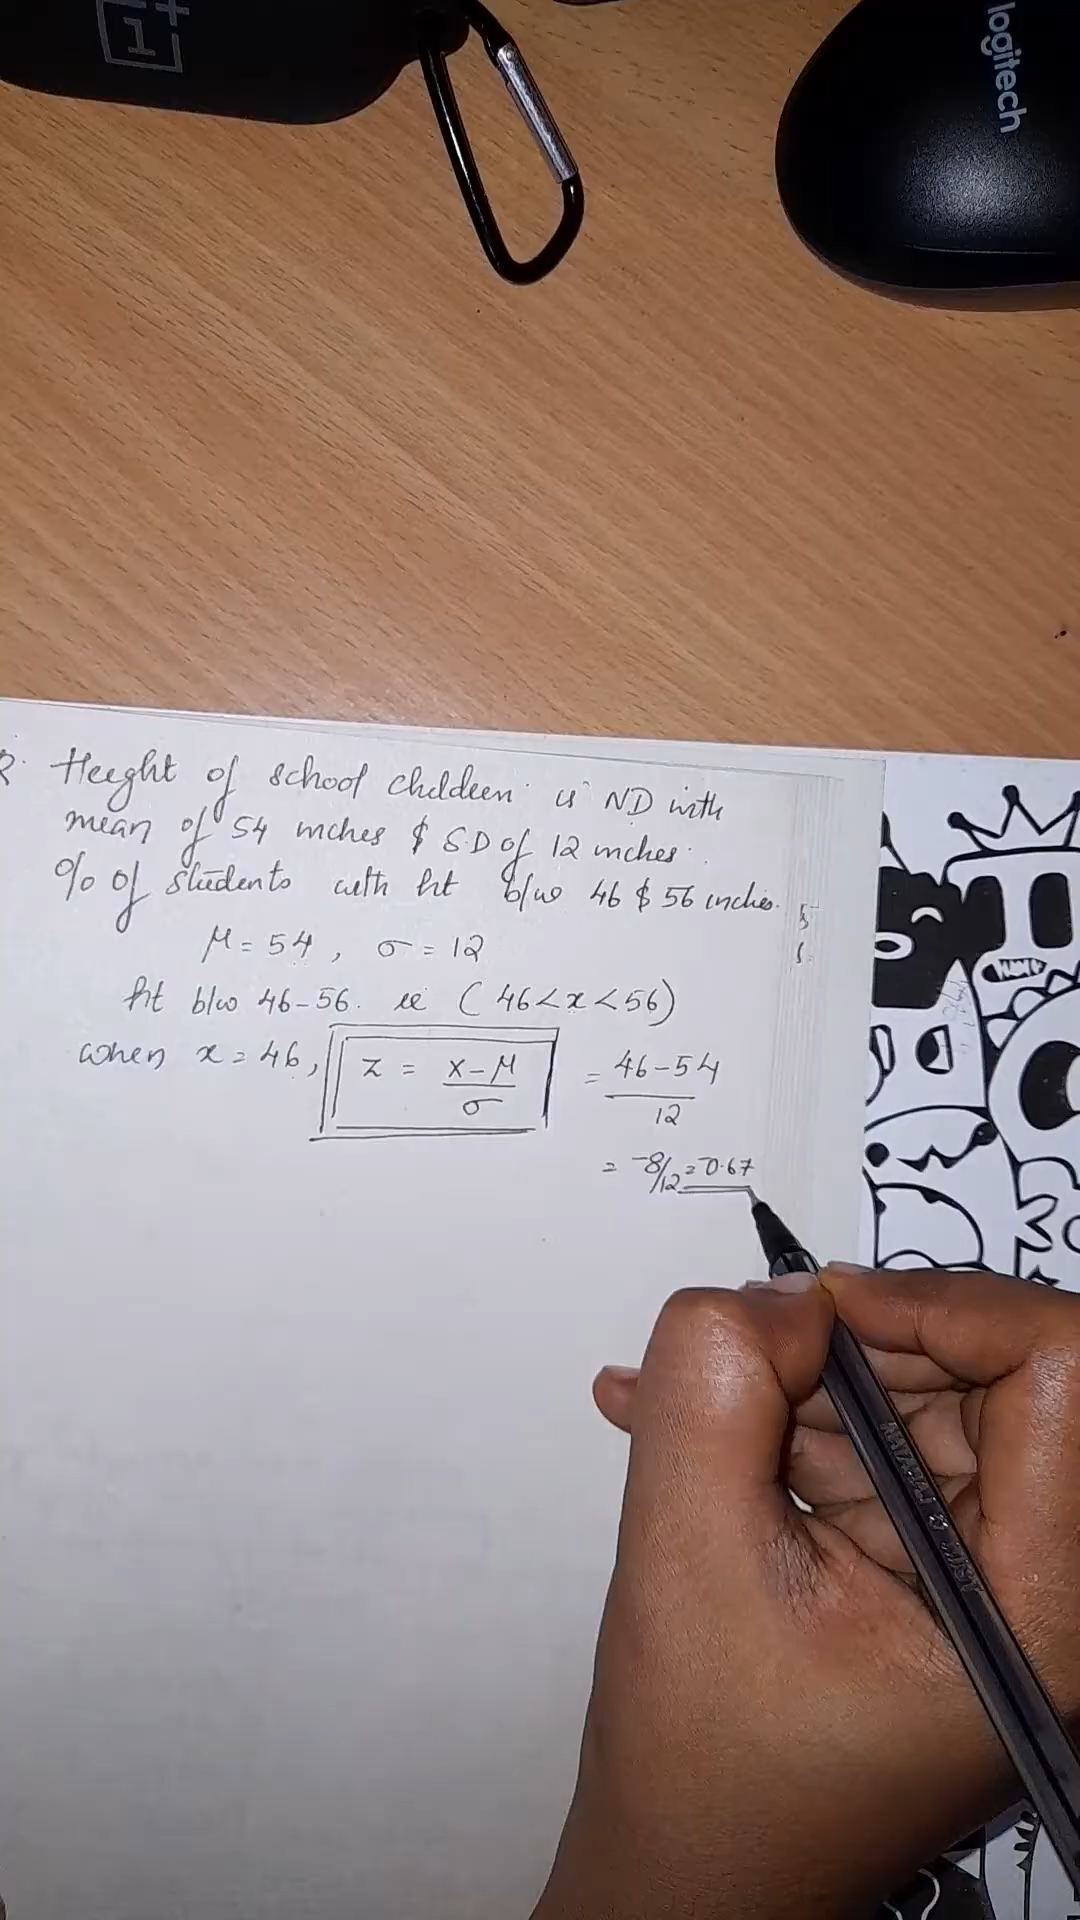 1+
logitech
Height of school children is ND with
mean of 54 inches & S.D of 12 inches.
% of students with ht b/w 46 & 56 inches.
μ = 54 , σ = 12
ht b/w 46-56. ie ( 46 < x < 56)
when x = 46, z = x-μ/σ = 46-54/12
= -8/12 = -0.67
NATARAJ